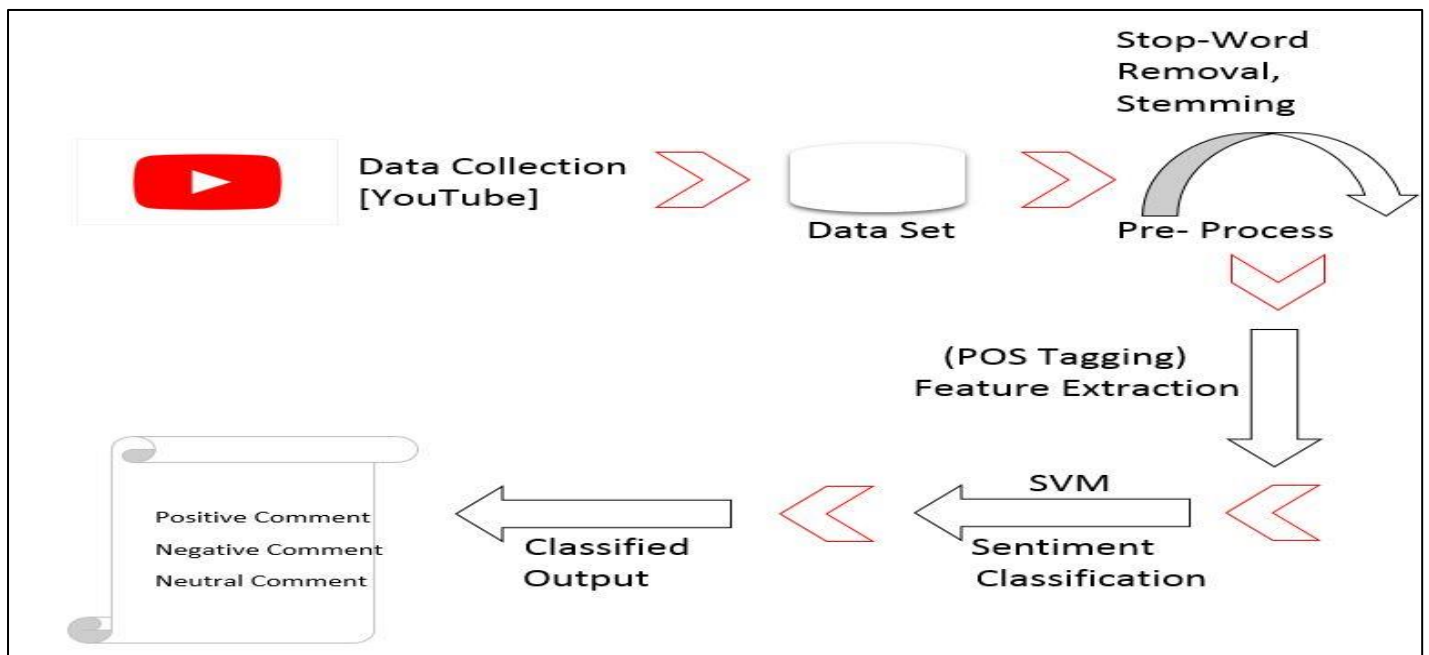 Stop-Word
Removal,
Stemming
Data Collection
[YouTube]
Data Set
Pre- Process
(POS Tagging)
Feature Extraction
SVM
Sentiment
Classification
Classified
Output
Positive Comment
Negative Comment
Neutral Comment